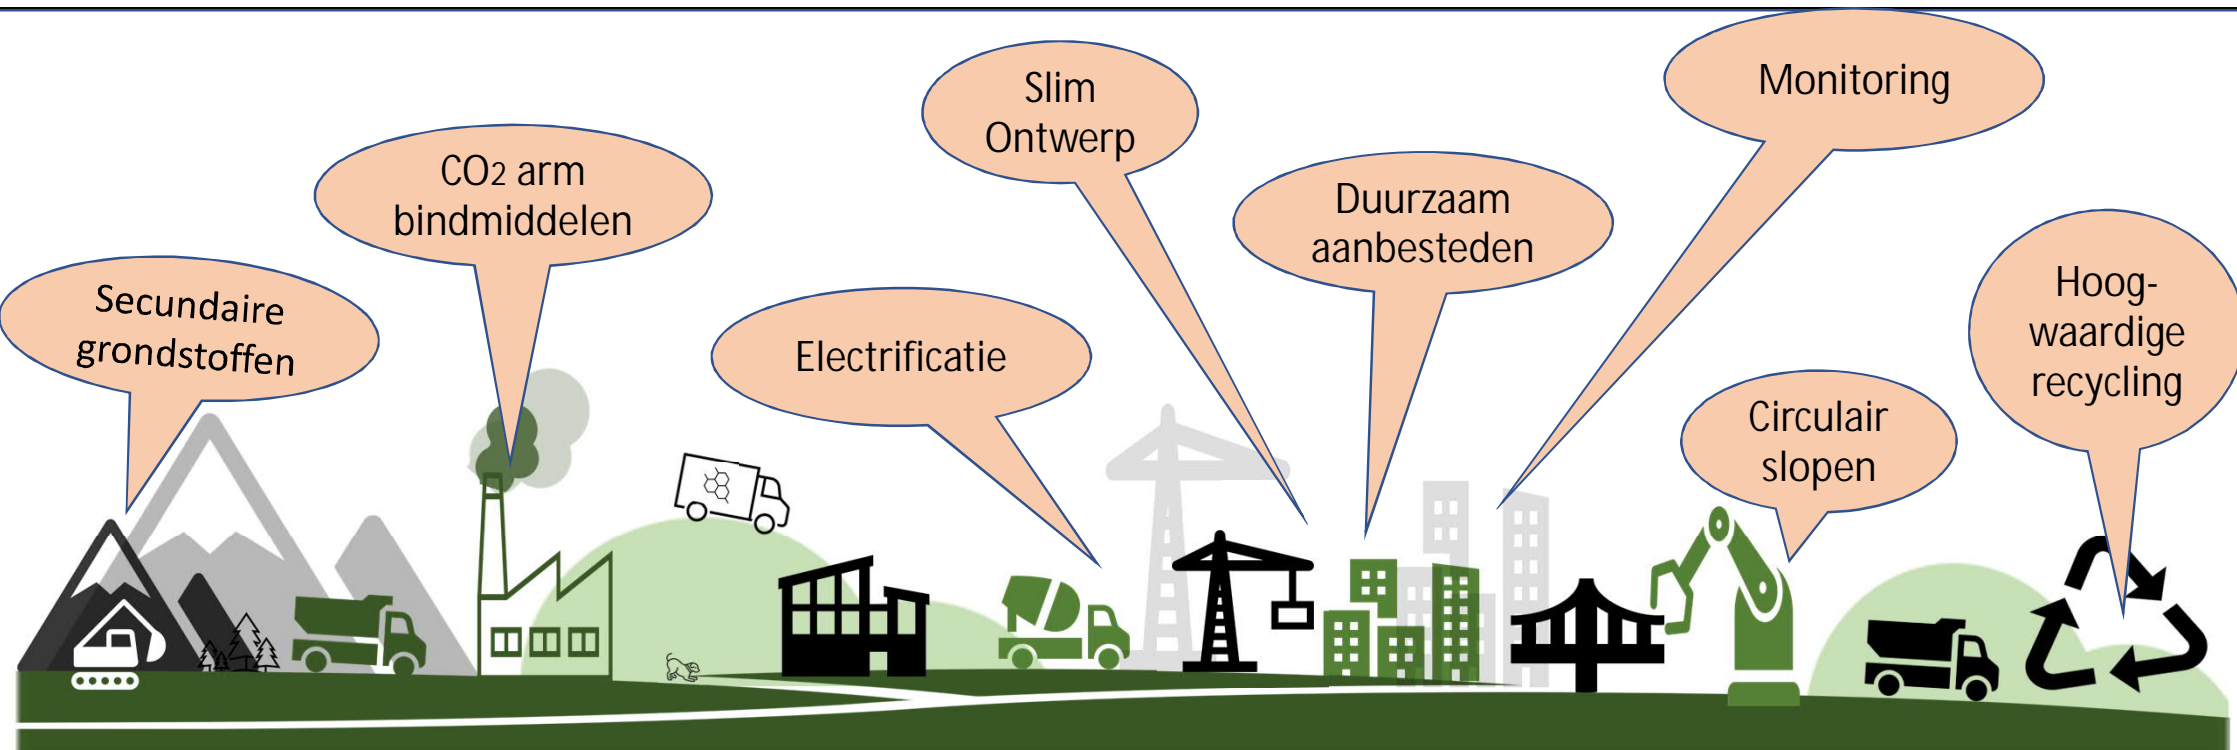 Secundaire
grondstoffen
CO2 arm
bindmiddelen
Electrificatie
Slim
Ontwerp
Duurzaam
aanbesteden
Monitoring
Circulair
slopen
Hoog-
waardige
recycling